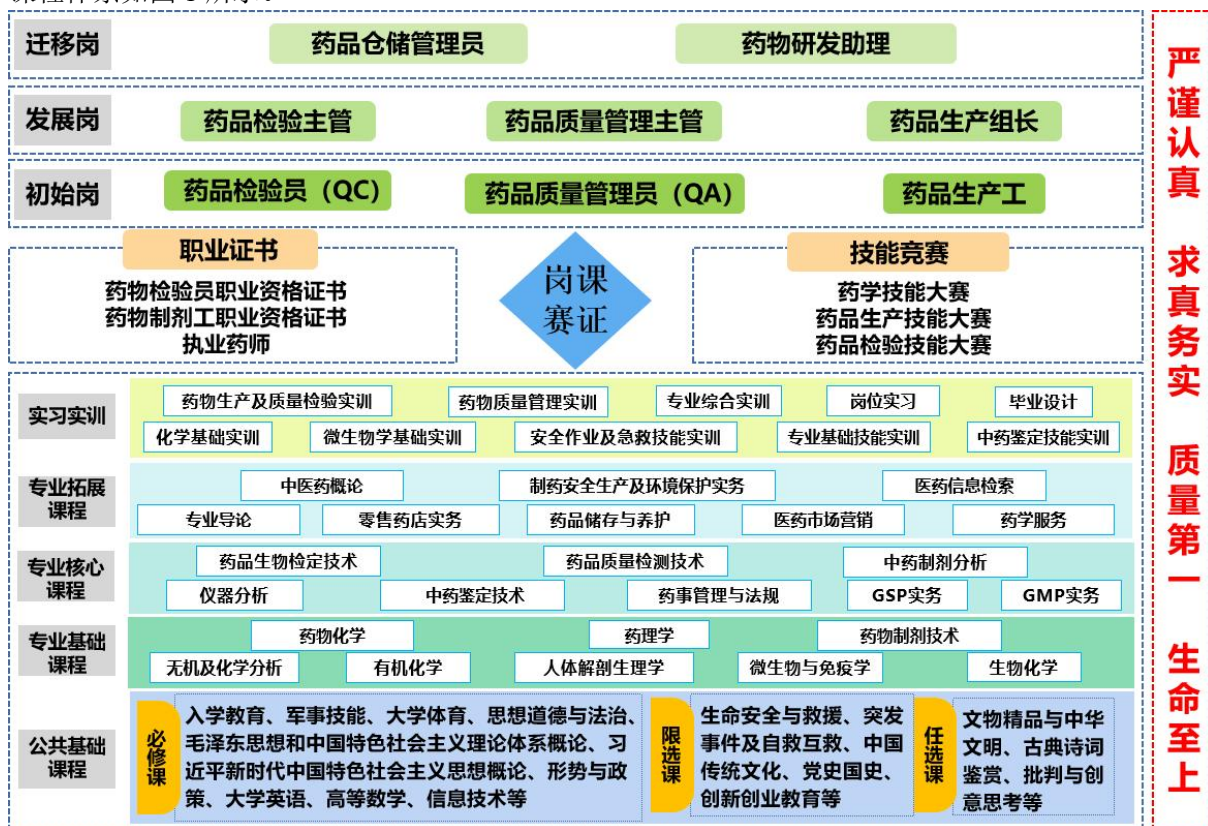 迁移岗
药品仓储管理员
药物研发助理
发展岗
药品检验主管
药品质量管理主管
药品生产组长
初始岗
药品检验员（QC）
药品质量管理员（QA）
药品生产工
职业证书
药物检验员职业资格证书
药物制剂工职业资格证书
执业药师
岗课
赛证
技能竞赛
药学技能大赛
药品生产技能大赛
药品检验技能大赛
实习实训
药物生产及质量检验实训
药物质量管理实训
专业综合实训
岗位实习
毕业设计
化学基础实训
微生物学基础实训
安全作业及急救技能实训
专业基础技能实训
中药鉴定技能实训
专业拓展
课程
中医药概论
制药安全生产及环境保护实务
医药信息检索
专业导论
零售药店实务
药品储存与养护
医药市场营销
药学服务
专业核心
课程
药品生物检定技术
药品质量检测技术
中药制剂分析
仪器分析
中药鉴定技术
药事管理与法规
GSP实务
GMP实务
专业基础
课程
药物化学
药理学
药物制剂技术
无机及化学分析
有机化学
人体解剖生理学
微生物与免疫学
生物化学
公共基础
课程
必修课
入学教育、军事技能、大学体育、思想道德与法治、
毛泽东思想和中国特色社会主义理论体系概论、习
近平新时代中国特色社会主义思想概论、形势与政
策、大学英语、高等数学、信息技术等
限选课
生命安全与救援、突发
事件及自救互救、中国
传统文化、党史国史、
创新创业教育等
任选课
文物精品与中华
文明、古典诗词
鉴赏、批判与创
意思考等
严谨认真 求真务实 质量第一 生命至上